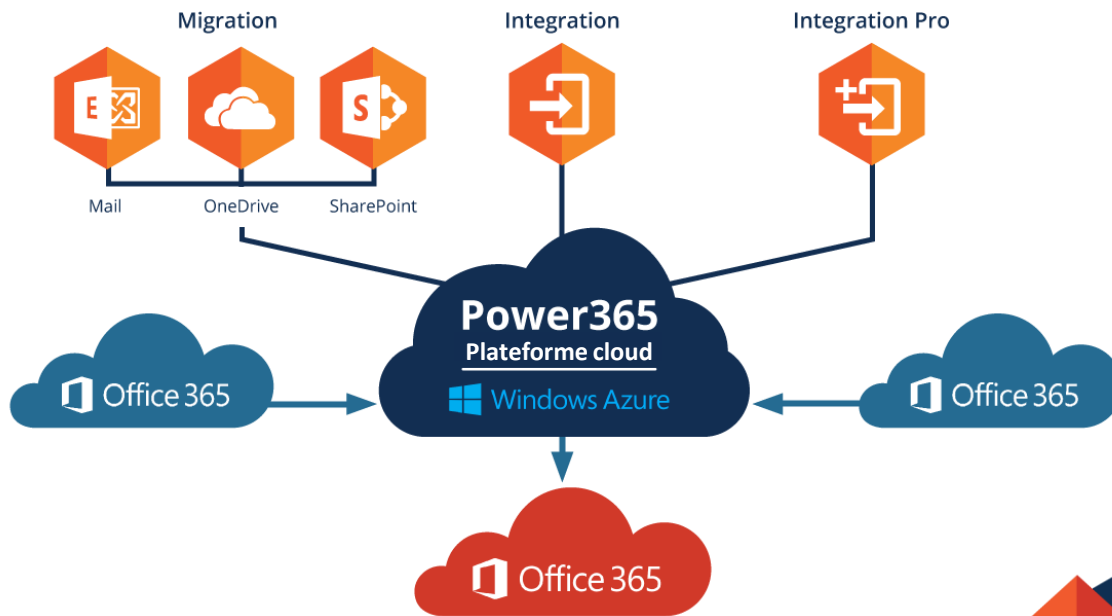 Migration
Integration
Integration Pro
E
S
Mail
OneDrive
SharePoint
Power365
Plateforme cloud
Windows Azure
Office 365
Office 365
Office 365